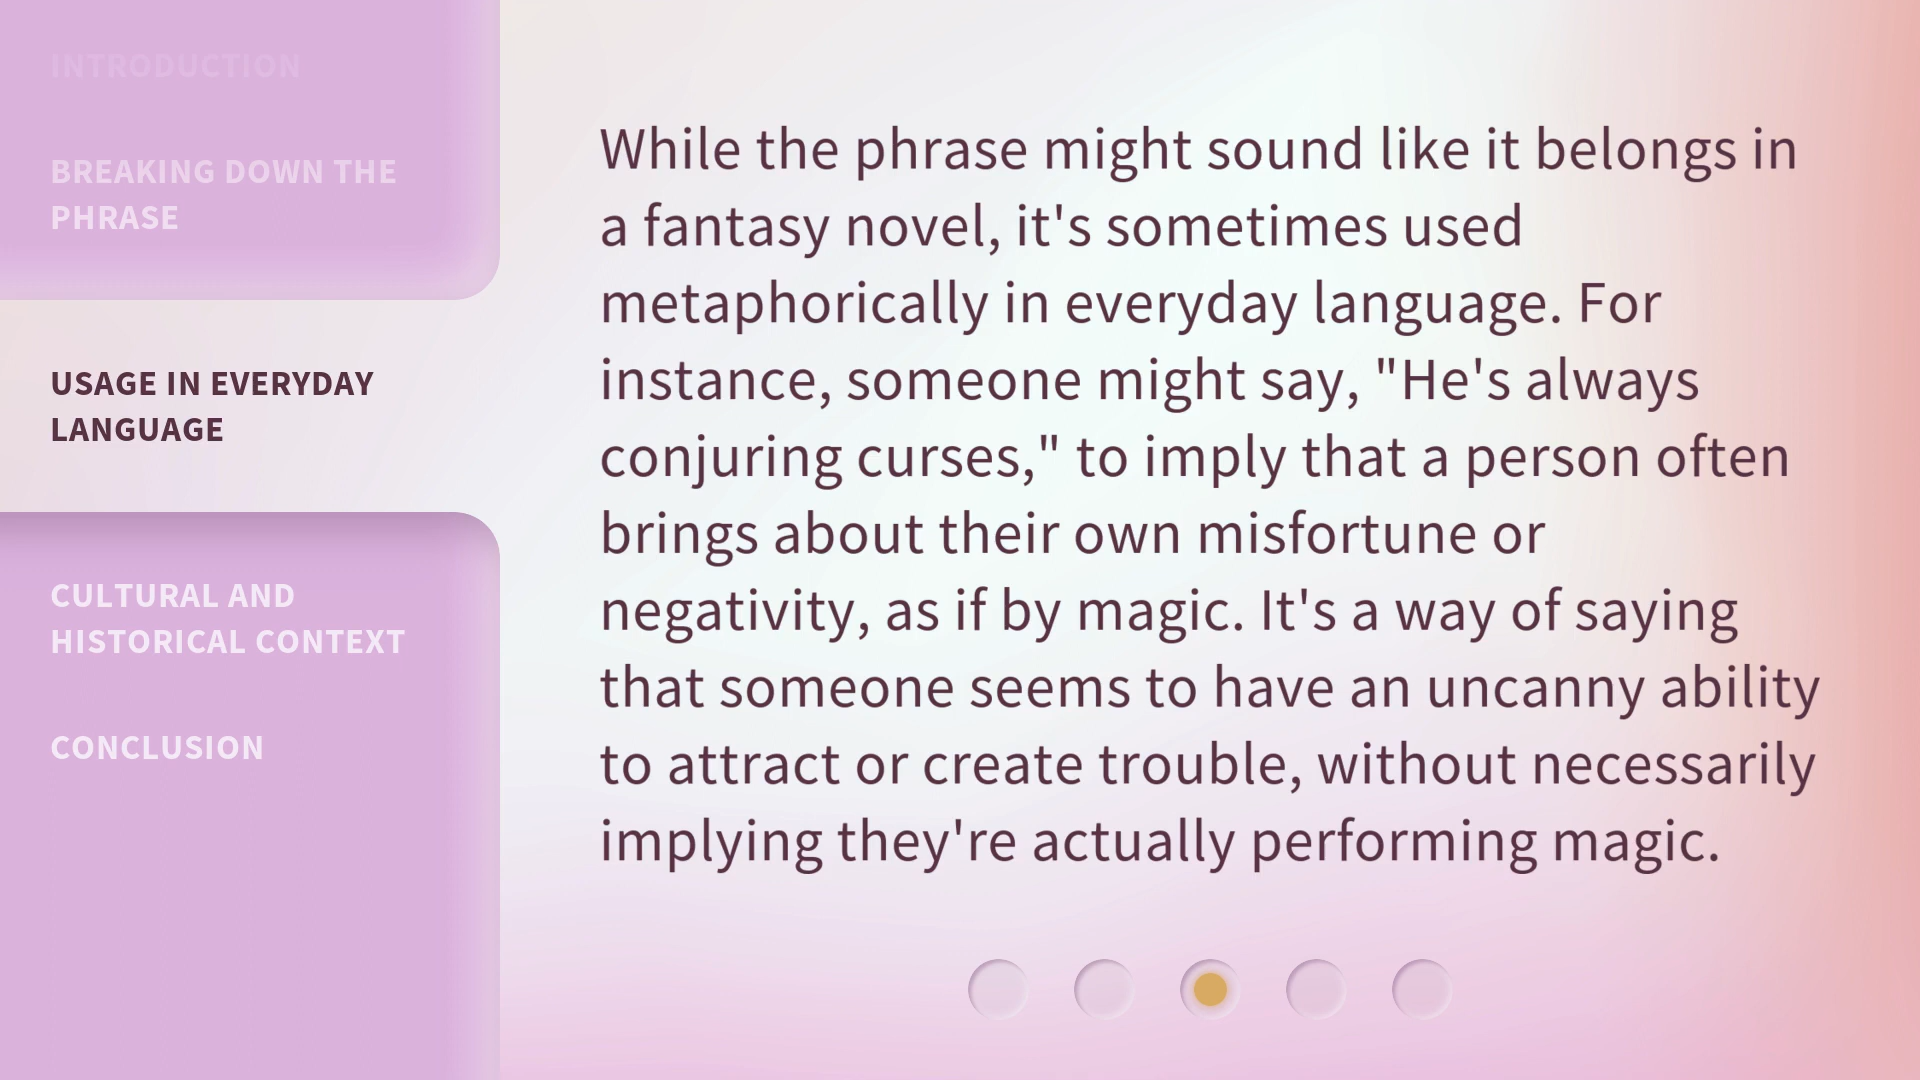 INTRODUCTION
BREAKING DOWN THE
PHRASE
USAGE IN EVERYDAY
LANGUAGE
CULTURAL AND
HISTORICAL CONTEXT
CONCLUSION
While the phrase might sound like it belongs in
a fantasy novel, it's sometimes used
metaphorically in everyday language. For
instance, someone might say, "He's always
conjuring curses," to imply that a person often
brings about their own misfortune or
negativity, as if by magic. It's a way of saying
that someone seems to have an uncanny ability
to attract or create trouble, without necessarily
implying they're actually performing magic.